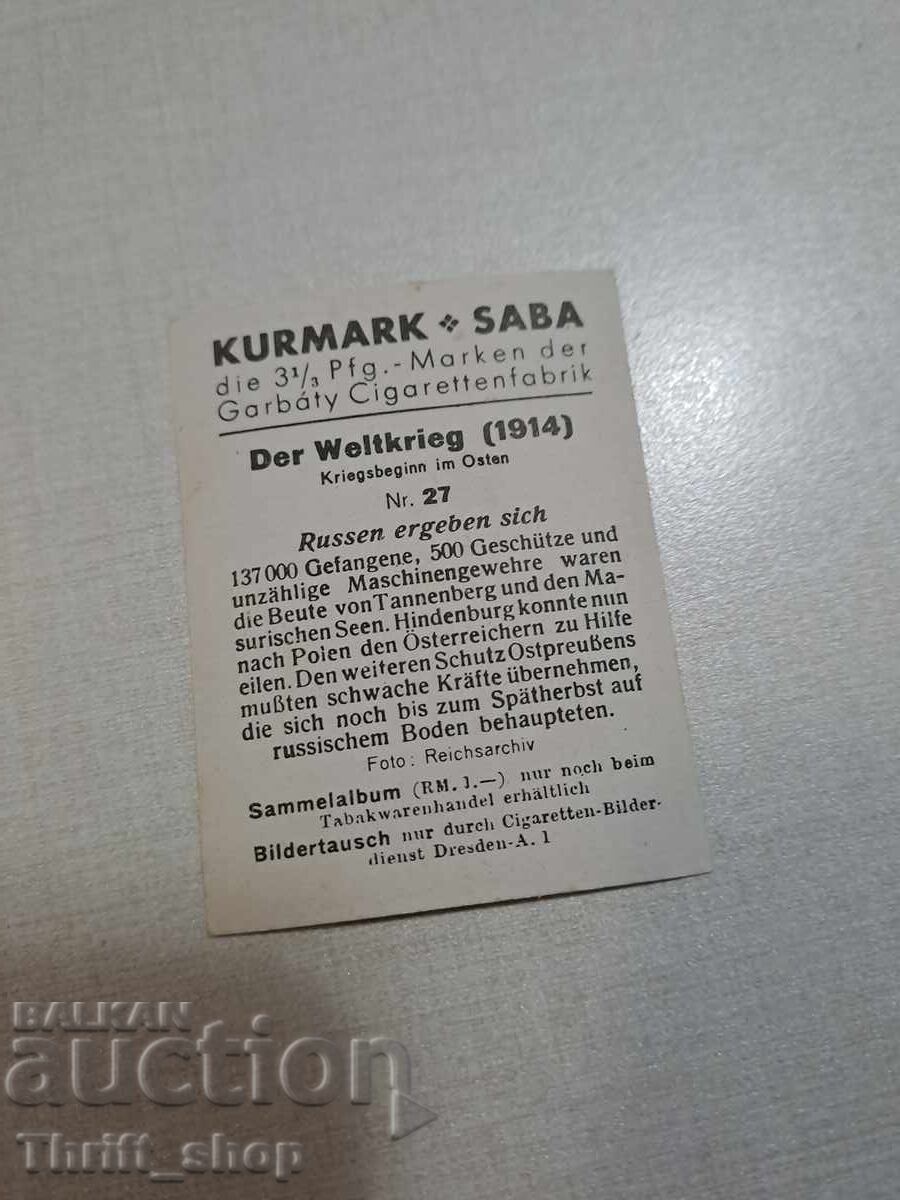 KURMARK ❖ SABA
die 3 1/3 Pfg.-Marken der
Garbáty Cigarettenfabrik
Der Weltkrieg (1914)
Kriegsbeginn im Osten
Nr. 27
Russen ergeben sich
137000 Gefangene, 500 Geschütze und
unzählige Maschinengewehre waren
die Beute von Tannenberg und den Ma-
surischen Seen. Hindenburg konnte nun
nach Polen den Österreichern zu Hilfe
eilen. Den weiteren Schutz Ostpreußens
mußten schwache Kräfte übernehmen,
die sich noch bis zum Spätherbst auf
russischem Boden behaupteten.
Foto: Reichsarchiv
Sammelalbum (RM. 1.—) nur noch beim
Tabakwarenhandel erhältlich
Bildertausch nur durch Cigaretten-Bilder-
dienst Dresden-A. 1
BALKAN
auction
Thrift_shop